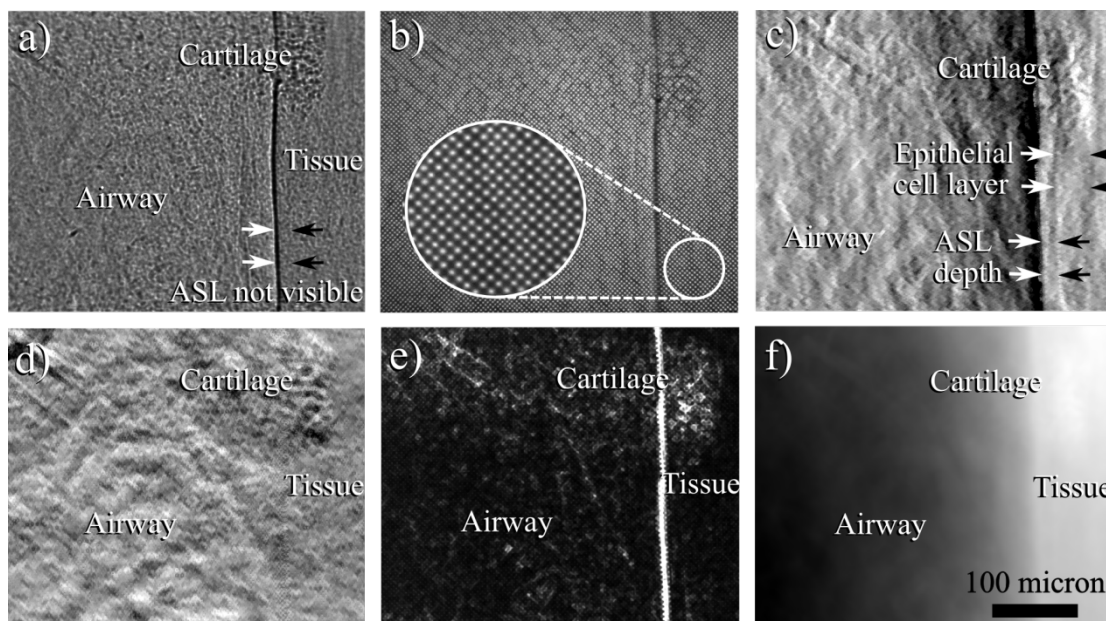 a)
Cartilage
Tissue
Airway
ASL not visible
b)
c)
Cartilage
Epithelial
cell layer
Airway
ASL
depth
d)
Cartilage
Tissue
Airway
e)
Cartilage
Tissue
Airway
f)
Cartilage
Tissue
Airway
100 micron